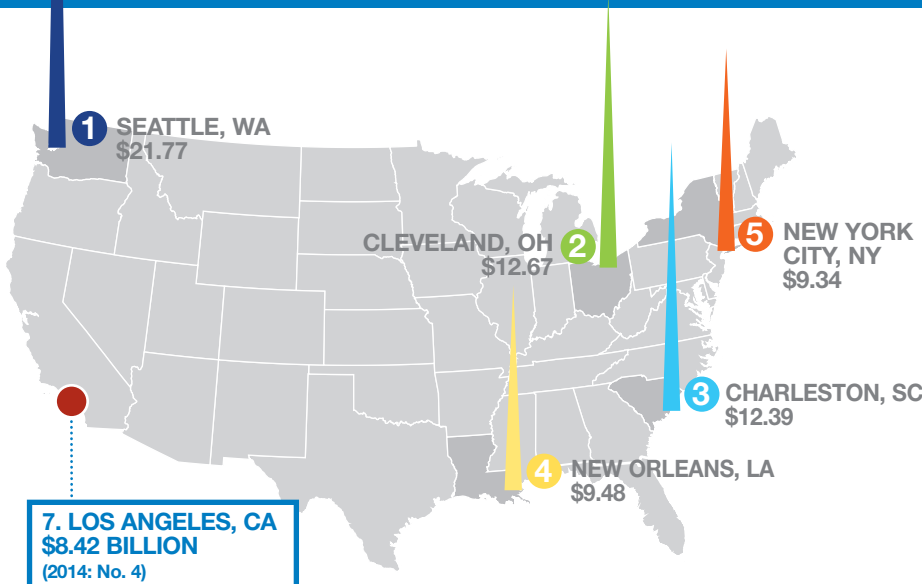 1
SEATTLE, WA
$21.77
CLEVELAND, OH
$12.67
2
5
NEW YORK
CITY, NY
$9.34
3
CHARLESTON, SC
$12.39
4
NEW ORLEANS, LA
$9.48
7. LOS ANGELES, CA
$8.42 BILLION
(2014: No. 4)